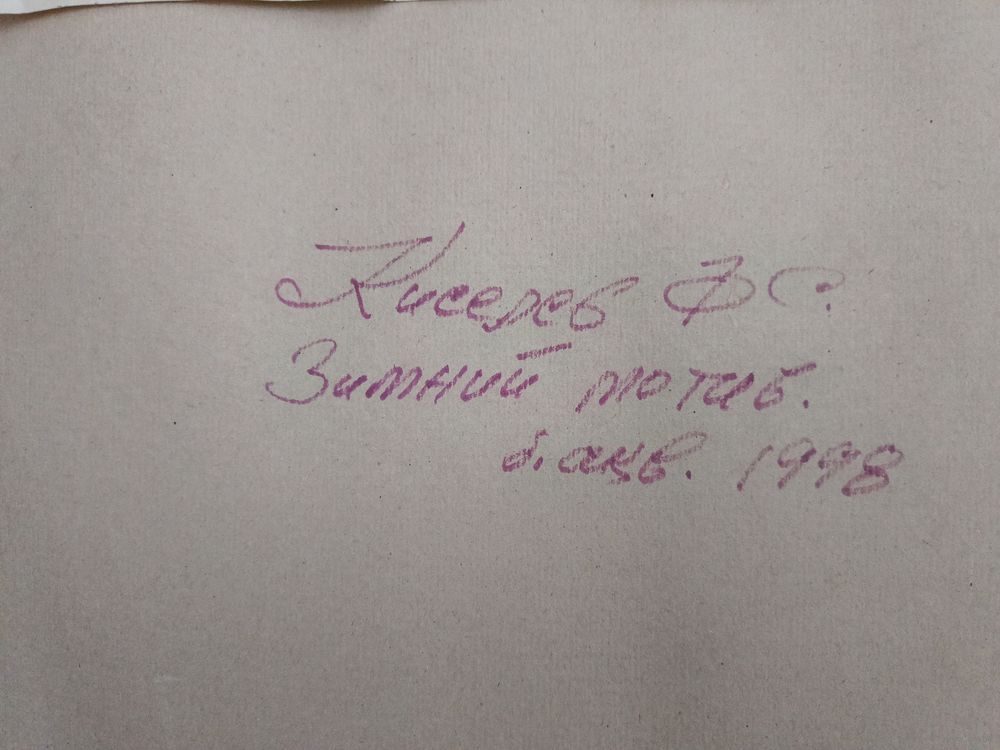 Киселев В С.
Зимний мотив.
б. акв. 1998